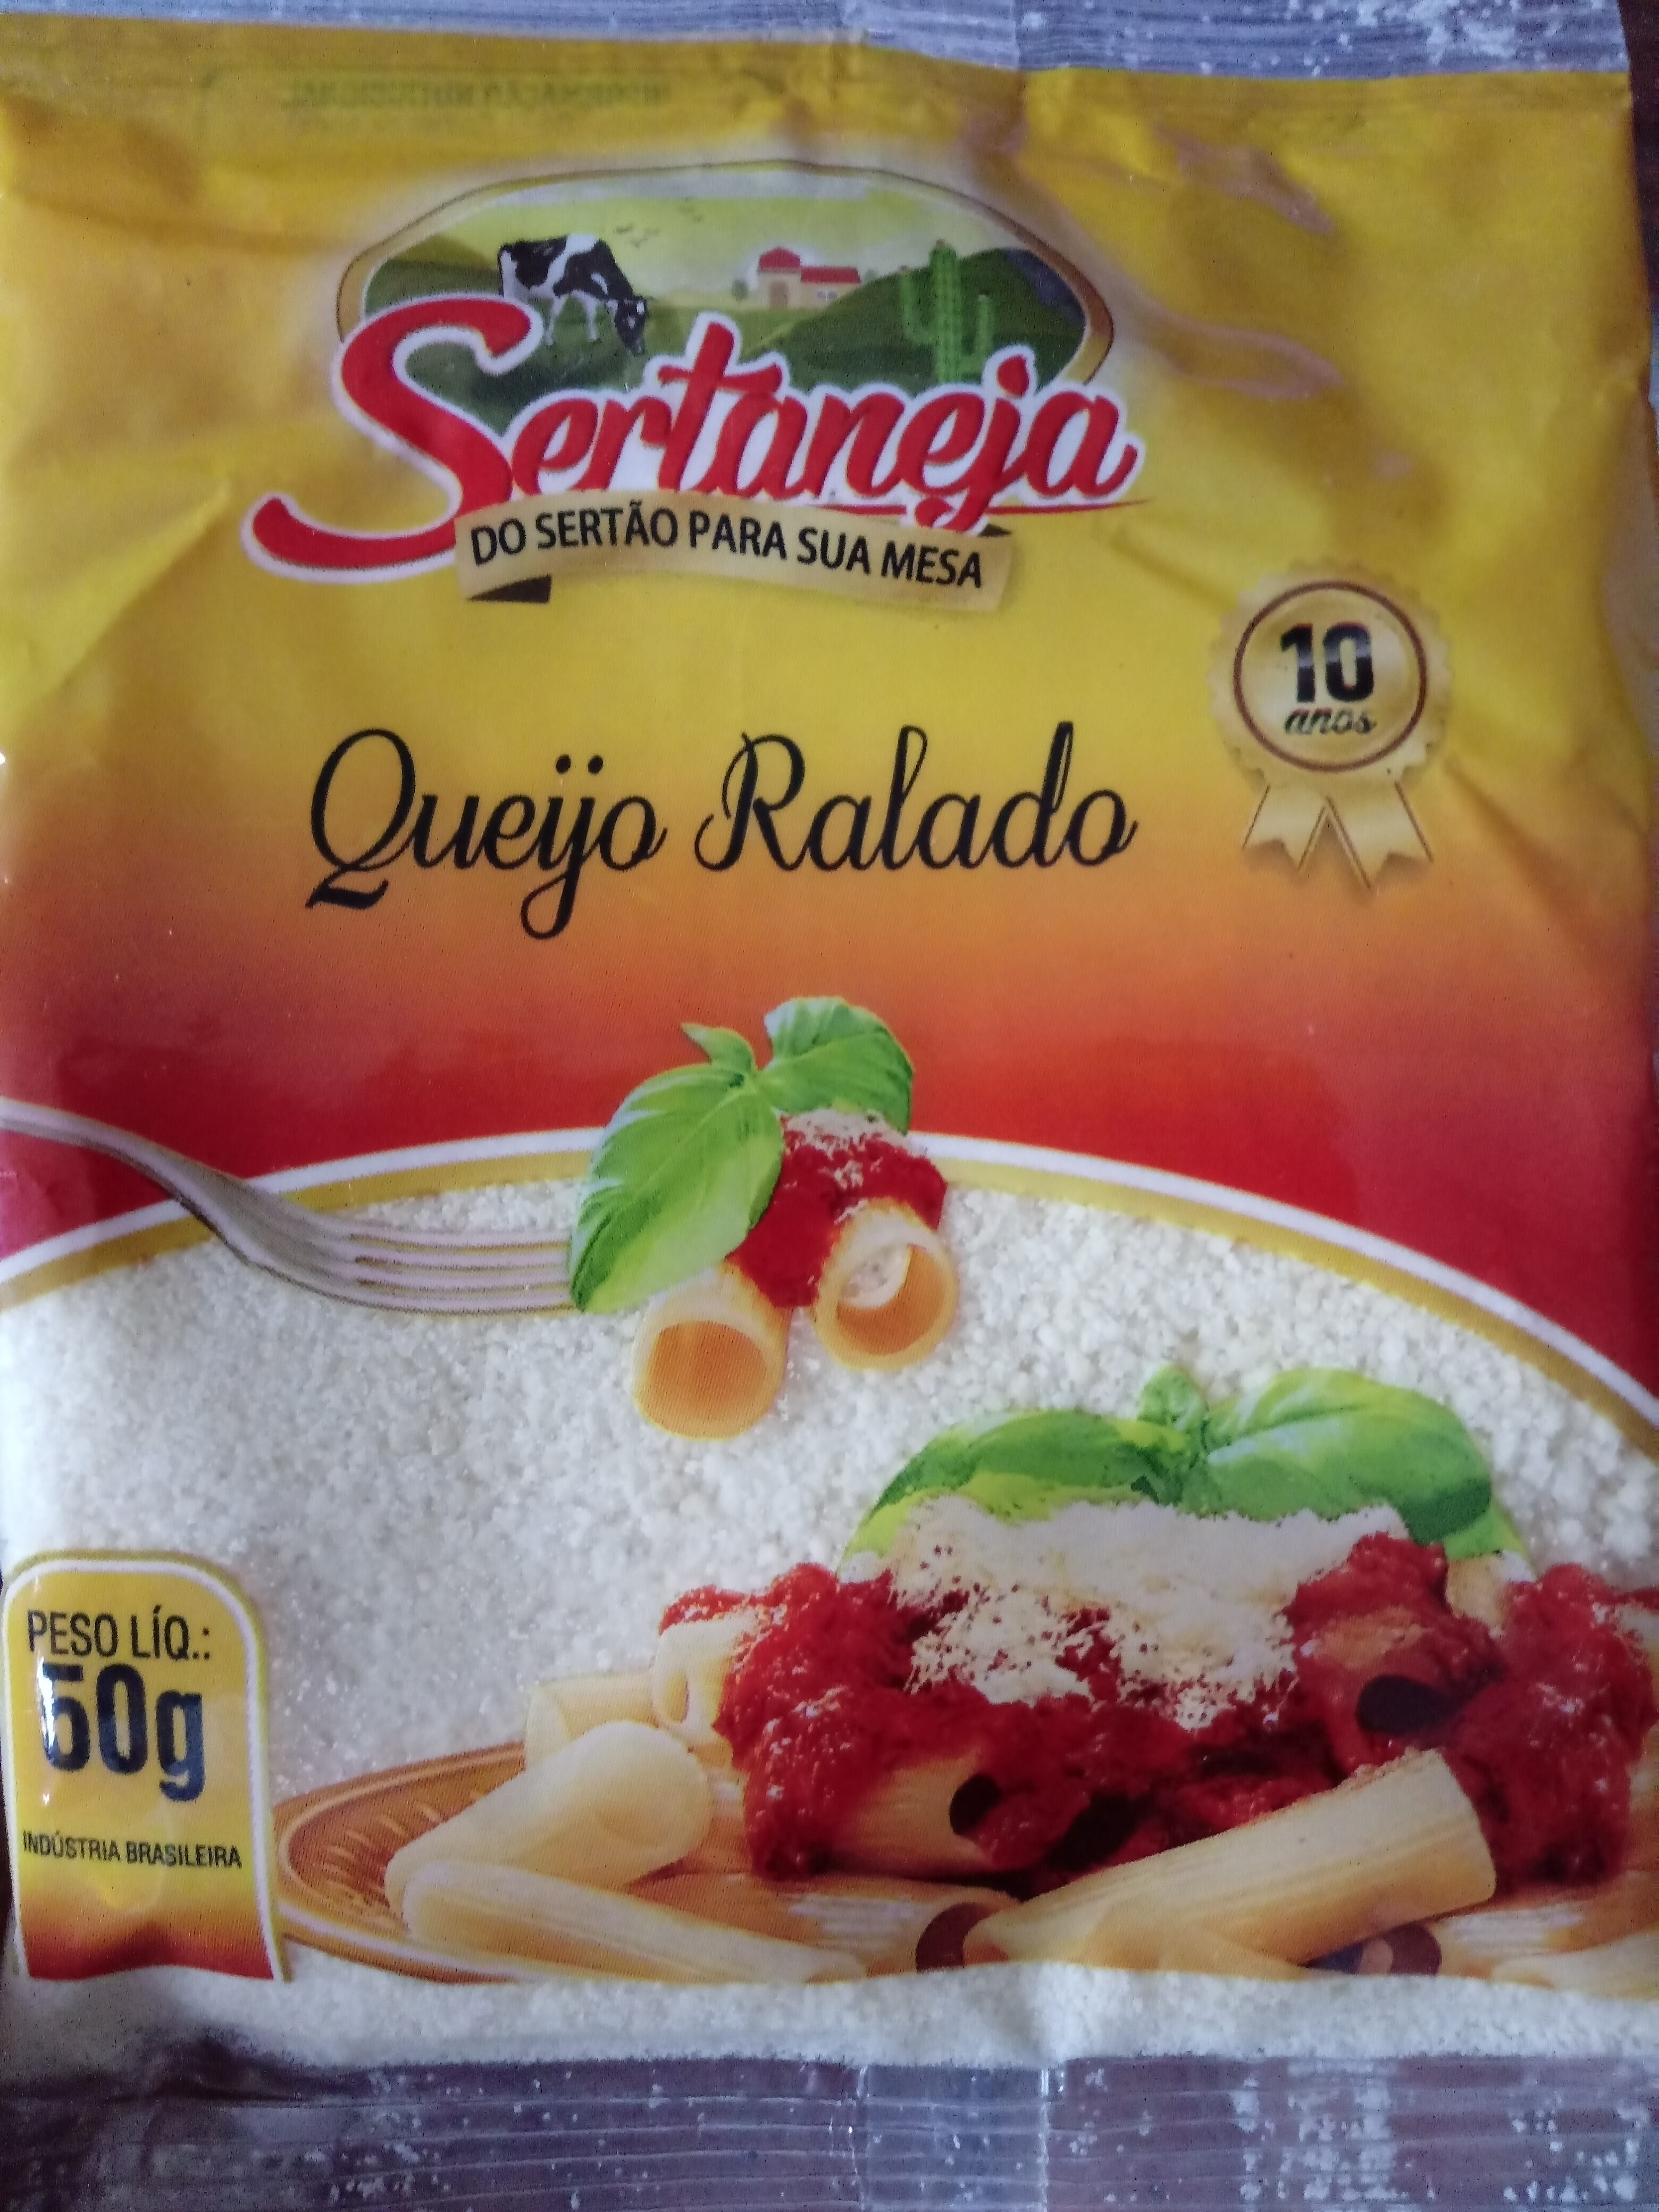 Sertaneja
DO SERTÃO PARA SUA MESA
10
anos
Queijo Ralado
PESO LÍQ.:
50g
INDÚSTRIA BRASILEIRA